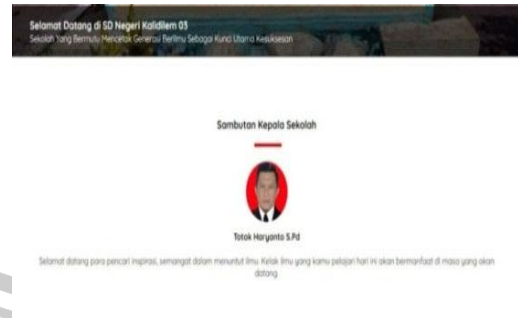 Selamat Datang di SD Negeri Kalidilem 03
Sekolah Yang Bermutu Mencetak Generasi Berilmu Sebagai Kunci Utama Kesuksesan
Sambutan Kepala Sekolah
Totok Haryanto S.Pd
Selamat datang para pencari inspirasi, semangat dalam menuntut ilmu. Kelak ilmu yang kamu pelajari hari ini akan bermanfaat di masa yang akan
datang.